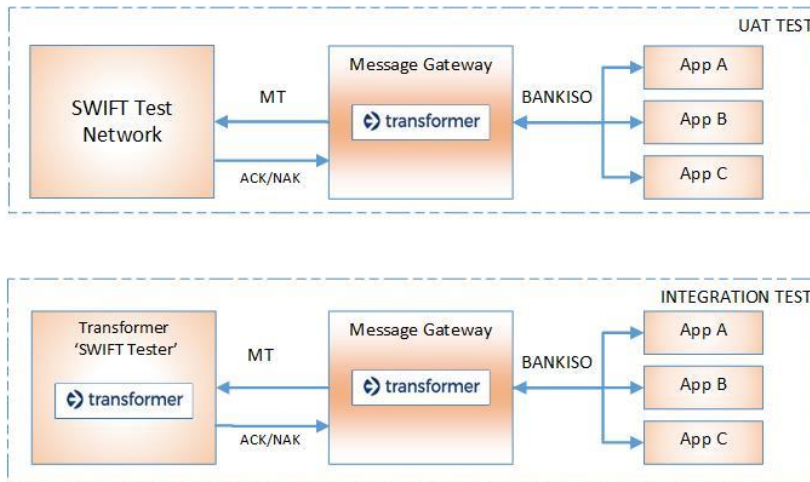 UAT TEST
SWIFT Test
Network
MT
ACK/NAK
Message Gateway
transformer
BANKISO
App A
App B
App C
INTEGRATION TEST
Transformer
‘SWIFT Tester’
transformer
MT
ACK/NAK
Message Gateway
transformer
BANKISO
App A
App B
App C